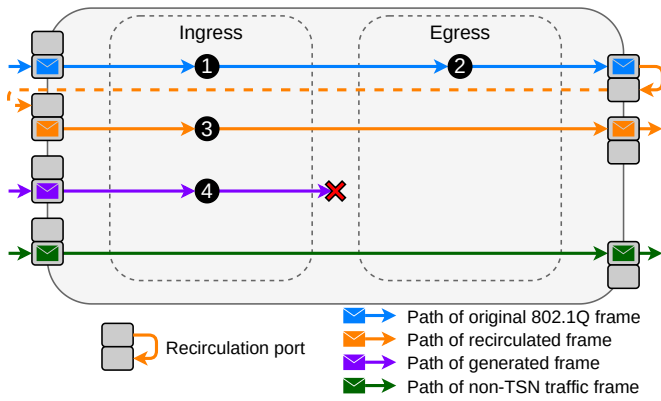 Ingress
Egress
1
2
3
4
Recirculation port
Path of original 802.1Q frame
Path of recirculated frame
Path of generated frame
Path of non-TSN traffic frame